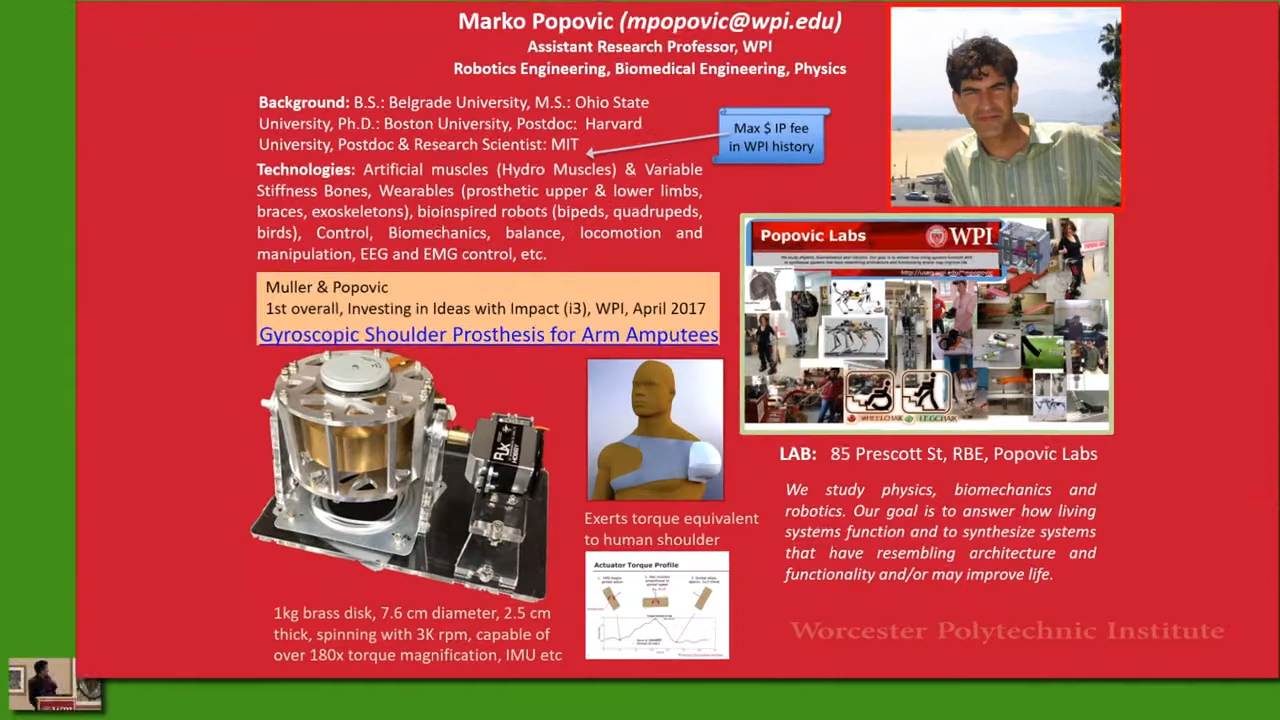 Marko Popovic (mpopovic@wpi.edu)
Assistant Research Professor, WPI
Robotics Engineering, Biomedical Engineering, Physics
Background: B.S.: Belgrade University, M.S.: Ohio State
University, Ph.D.: Boston University, Postdoc: Harvard
University, Postdoc & Research Scientist: MIT
Max $ IP fee
in WPI history
Technologies: Artificial muscles (Hydro Muscles) & Variable
Stiffness Bones, Wearables (prosthetic upper & lower limbs,
braces, exoskeletons), bioinspired robots (bipeds, quadrupeds,
birds), Control, Biomechanics, balance, locomotion and
manipulation, EEG and EMG control, etc.
Muller & Popovic
1st overall, Investing in Ideas with Impact (i3), WPI, April 2017
Gyroscopic Shoulder Prosthesis for Arm Amputees
HOBBY
Exerts torque equivalent
to human shoulder
Actuator Torque Profile
1kg brass disk, 7.6 cm diameter, 2.5 cm
thick, spinning with 3K rpm, capable of
over 180x torque magnification, IMU etc
Popovic Labs
WPI
WHEELCHAIR
LEGCHAIR
LAB: 85 Prescott St, RBE, Popovic Labs
We study physics, biomechanics and
robotics. Our goal is to answer how living
systems function and to synthesize systems
that have resembling architecture and
functionality and/or may improve life.
Worcester Polytechnic Institute
WPI